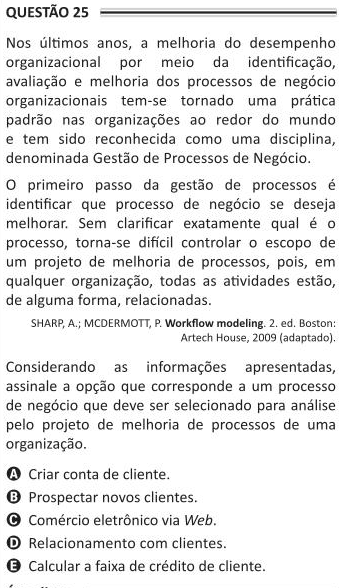 QUESTÃO 25
Nos últimos anos, a melhoria do desempenho
organizacional por meio da identificação,
avaliação e melhoria dos processos de negócio
organizacionais tem-se tornado uma prática
padrão nas organizações ao redor do mundo
e tem sido reconhecida como uma disciplina,
denominada Gestão de Processos de Negócio.
O primeiro passo da gestão de processos é
identificar que processo de negócio se deseja
melhorar. Sem clarificar exatamente qual é o
processo, torna-se difícil controlar o escopo de
um projeto de melhoria de processos, pois, em
qualquer organização, todas as atividades estão,
de alguma forma, relacionadas.
SHARP, A.; MCDERMOTT, P. Workflow modeling. 2. ed. Boston:
Artech House, 2009 (adaptado).
Considerando as informações apresentadas,
assinale a opção que corresponde a um processo
de negócio que deve ser selecionado para análise
pelo projeto de melhoria de processos de uma
organização.
A Criar conta de cliente.
B Prospectar novos clientes.
C Comércio eletrônico via Web.
D Relacionamento com clientes.
E Calcular a faixa de crédito de cliente.